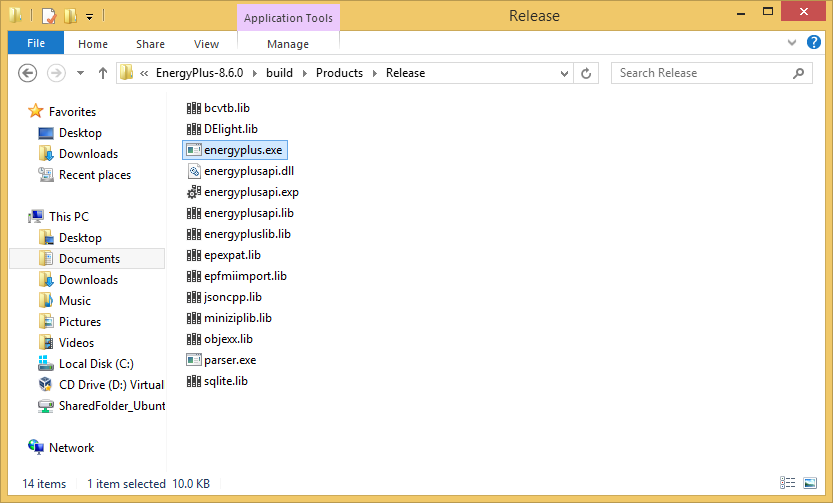 Application Tools
Release
File
Home
Share
View
Manage
« EnergyPlus-8.6.0 build Products Release
Search Release
Favorites
Desktop
Downloads
Recent places
This PC
Desktop
Documents
Downloads
Music
Pictures
Videos
Local Disk (C:)
CD Drive (D:) Virtual
SharedFolder_Ubunt
Network
bcvtb.lib
DElight.lib
energyplus.exe
energyplusapi.dll
energyplusapi.exp
energyplusapi.lib
energypluslib.lib
epexpat.lib
epfmiimport.lib
jsoncpp.lib
miniziplib.lib
objexx.lib
parser.exe
sqlite.lib
14 items 1 item selected 10.0 KB